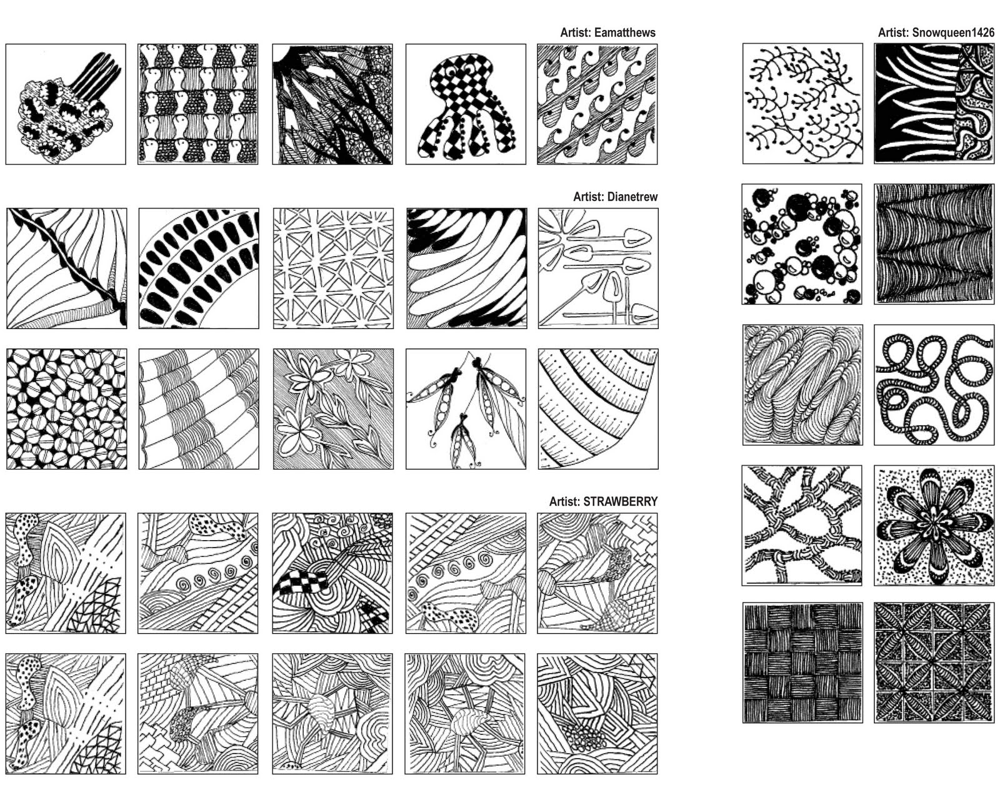 Artist: Eamatthews
Artist: Snowqueen1426
Artist: Dianetrew
Artist: STRAWBERRY